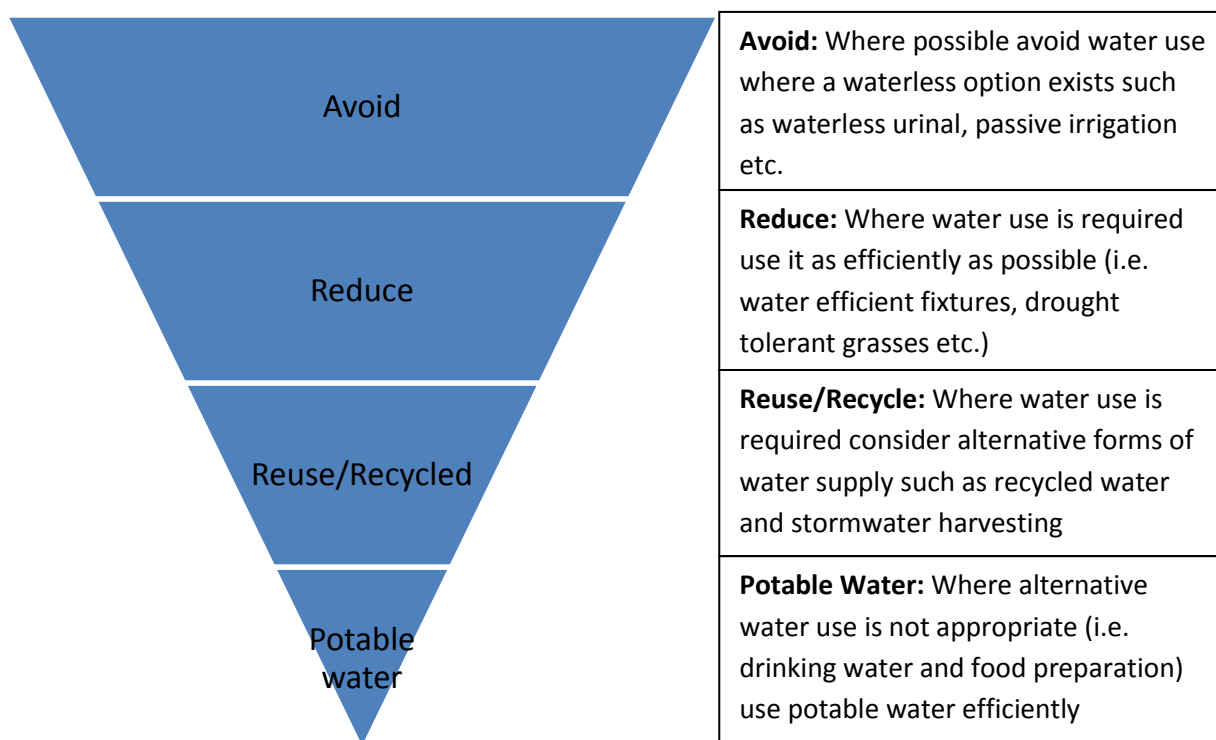 Avoid
Reduce
Reuse/Recycled
Potable
water
Avoid: Where possible avoid water use
where a waterless option exists such
as waterless urinal, passive irrigation
etc.
Reduce: Where water use is required
use it as efficiently as possible (i.e.
water efficient fixtures, drought
tolerant grasses etc.)
Reuse/Recycle: Where water use is
required consider alternative forms of
water supply such as recycled water
and stormwater harvesting
Potable Water: Where alternative
water use is not appropriate (i.e.
drinking water and food preparation)
use potable water efficiently